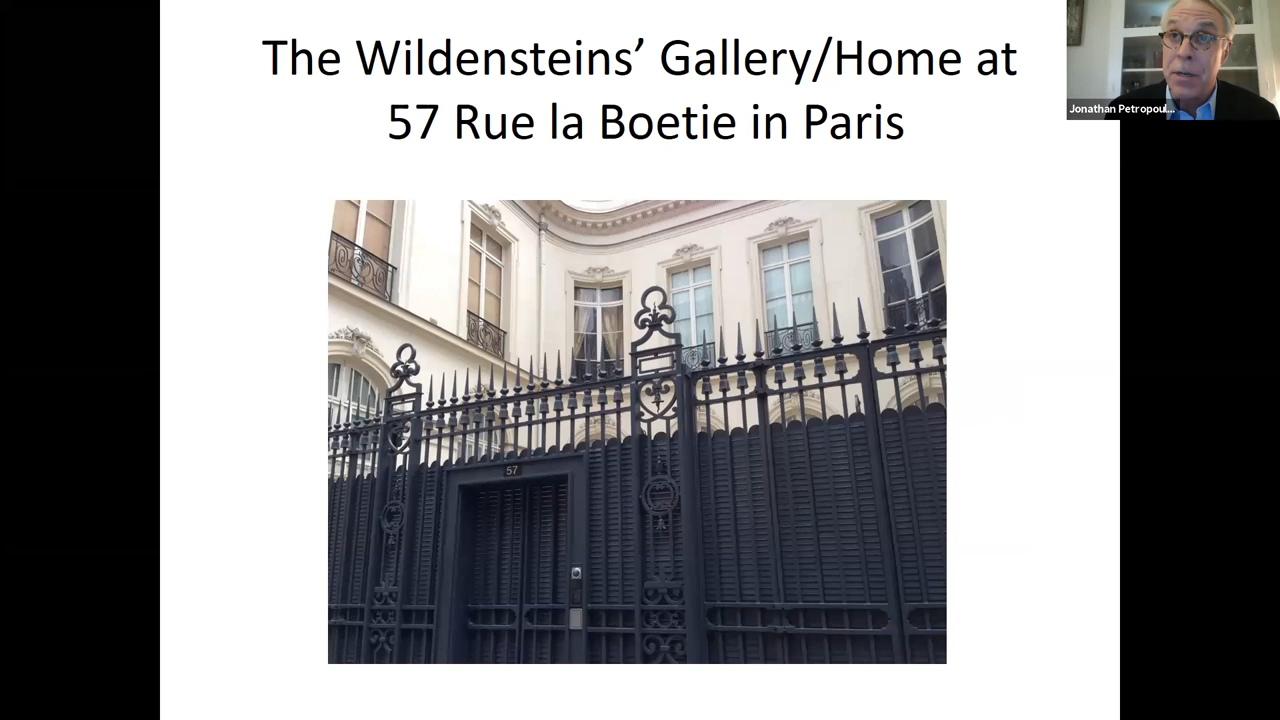 The Wildensteins’ Gallery/Home at
57 Rue la Boetie in Paris
Jonathan Petropoul...
57